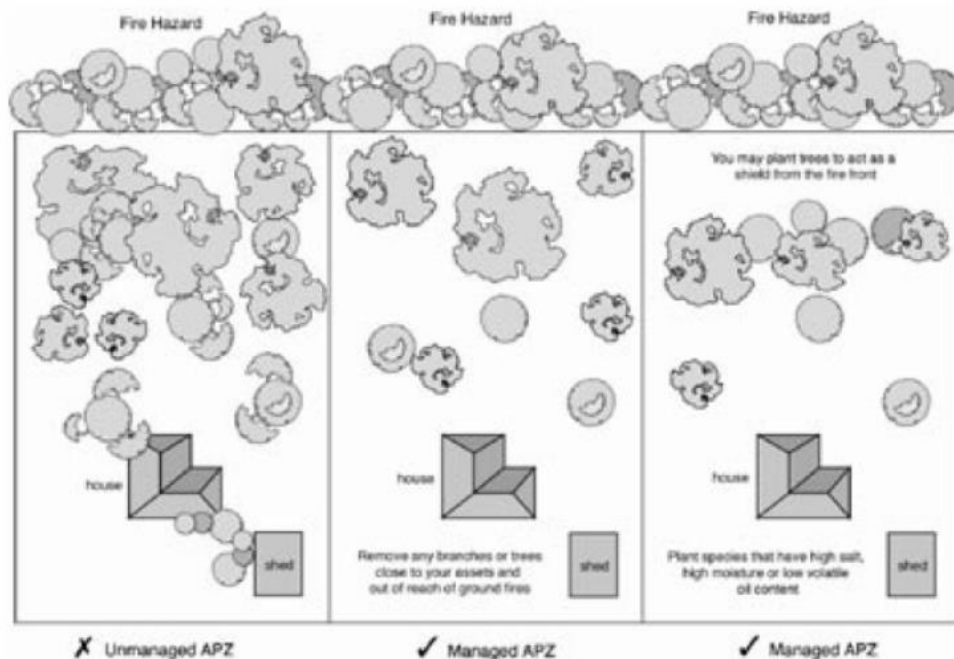 Fire Hazard
Fire Hazard
Fire Hazard
You may plant trees to act as a
shield from the fire front
house
shed
house
Remove any branches or trees
close to your assets and
out of reach of ground fires
shed
house
Plant species that have high salt,
high moisture or low volatile
oil content
shed
✗ Unmanaged APZ
✓ Managed APZ
✓ Managed APZ